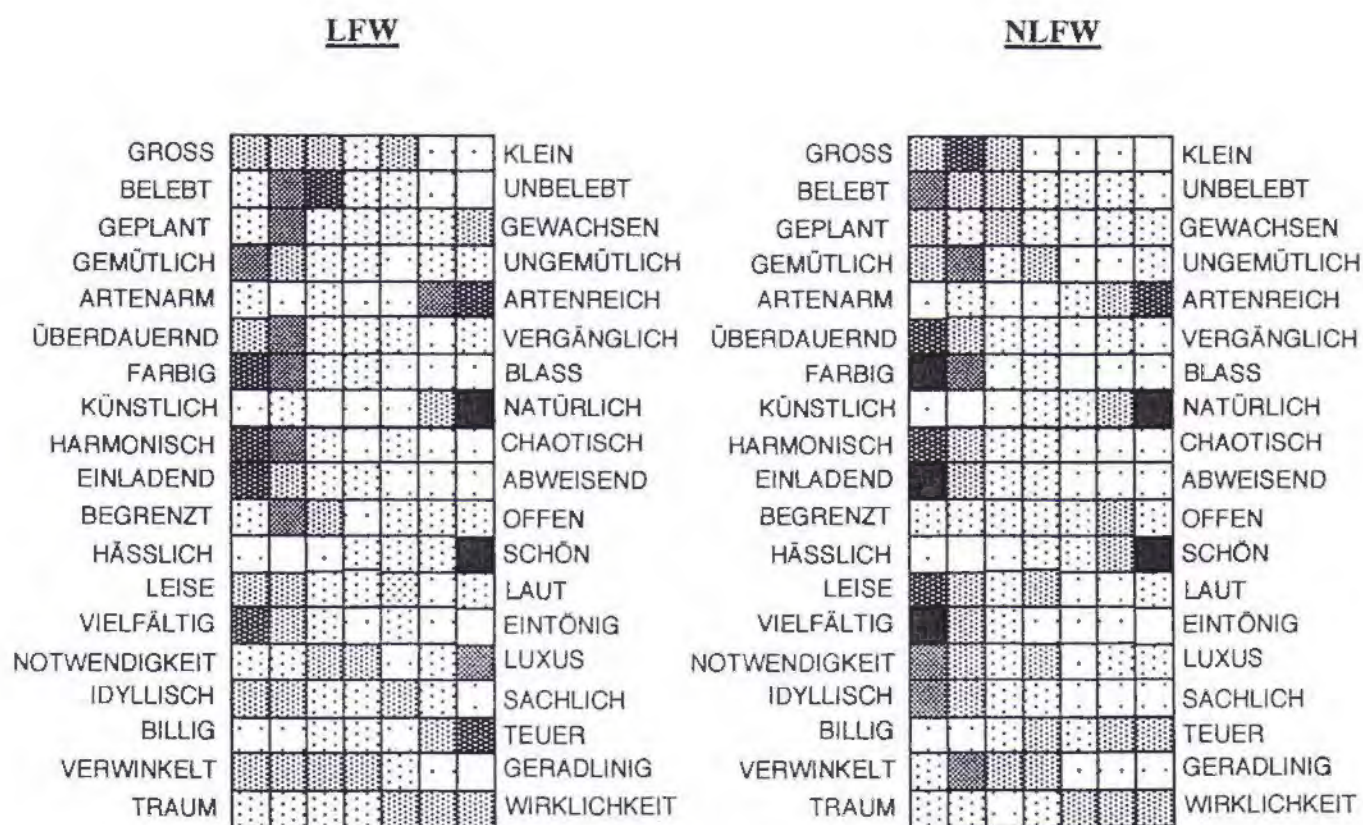 LFW NLFW
GROSS KLEIN GROSS KLEIN
BELEBT UNBELEBT BELEBT UNBELEBT
GEPLANT GEWACHSEN GEPLANT GEWACHSEN
GEMÜTLICH UNGEMÜTLICH GEMÜTLICH UNGEMÜTLICH
ARTENARM ARTENREICH ARTENARM ARTENREICH
ÜBERDAUERND VERGÄNGLICH ÜBERDAUERND VERGÄNGLICH
FARBIG BLASS FARBIG BLASS
KÜNSTLICH NATÜRLICH KÜNSTLICH NATÜRLICH
HARMONISCH CHAOTISCH HARMONISCH CHAOTISCH
EINLADEND ABWEISEND EINLADEND ABWEISEND
BEGRENZT OFFEN BEGRENZT OFFEN
HÄSSLICH SCHÖN HÄSSLICH SCHÖN
LEISE LAUT LEISE LAUT
VIELFÄLTIG EINTÖNIG VIELFÄLTIG EINTÖNIG
NOTWENDIGKEIT LUXUS NOTWENDIGKEIT LUXUS
IDYLLISCH SACHLICH IDYLLISCH SACHLICH
BILLIG TEUER BILLIG TEUER
VERWINKELT GERADLINIG VERWINKELT GERADLINIG
TRAUM WIRKLICHKEIT TRAUM WIRKLICHKEIT